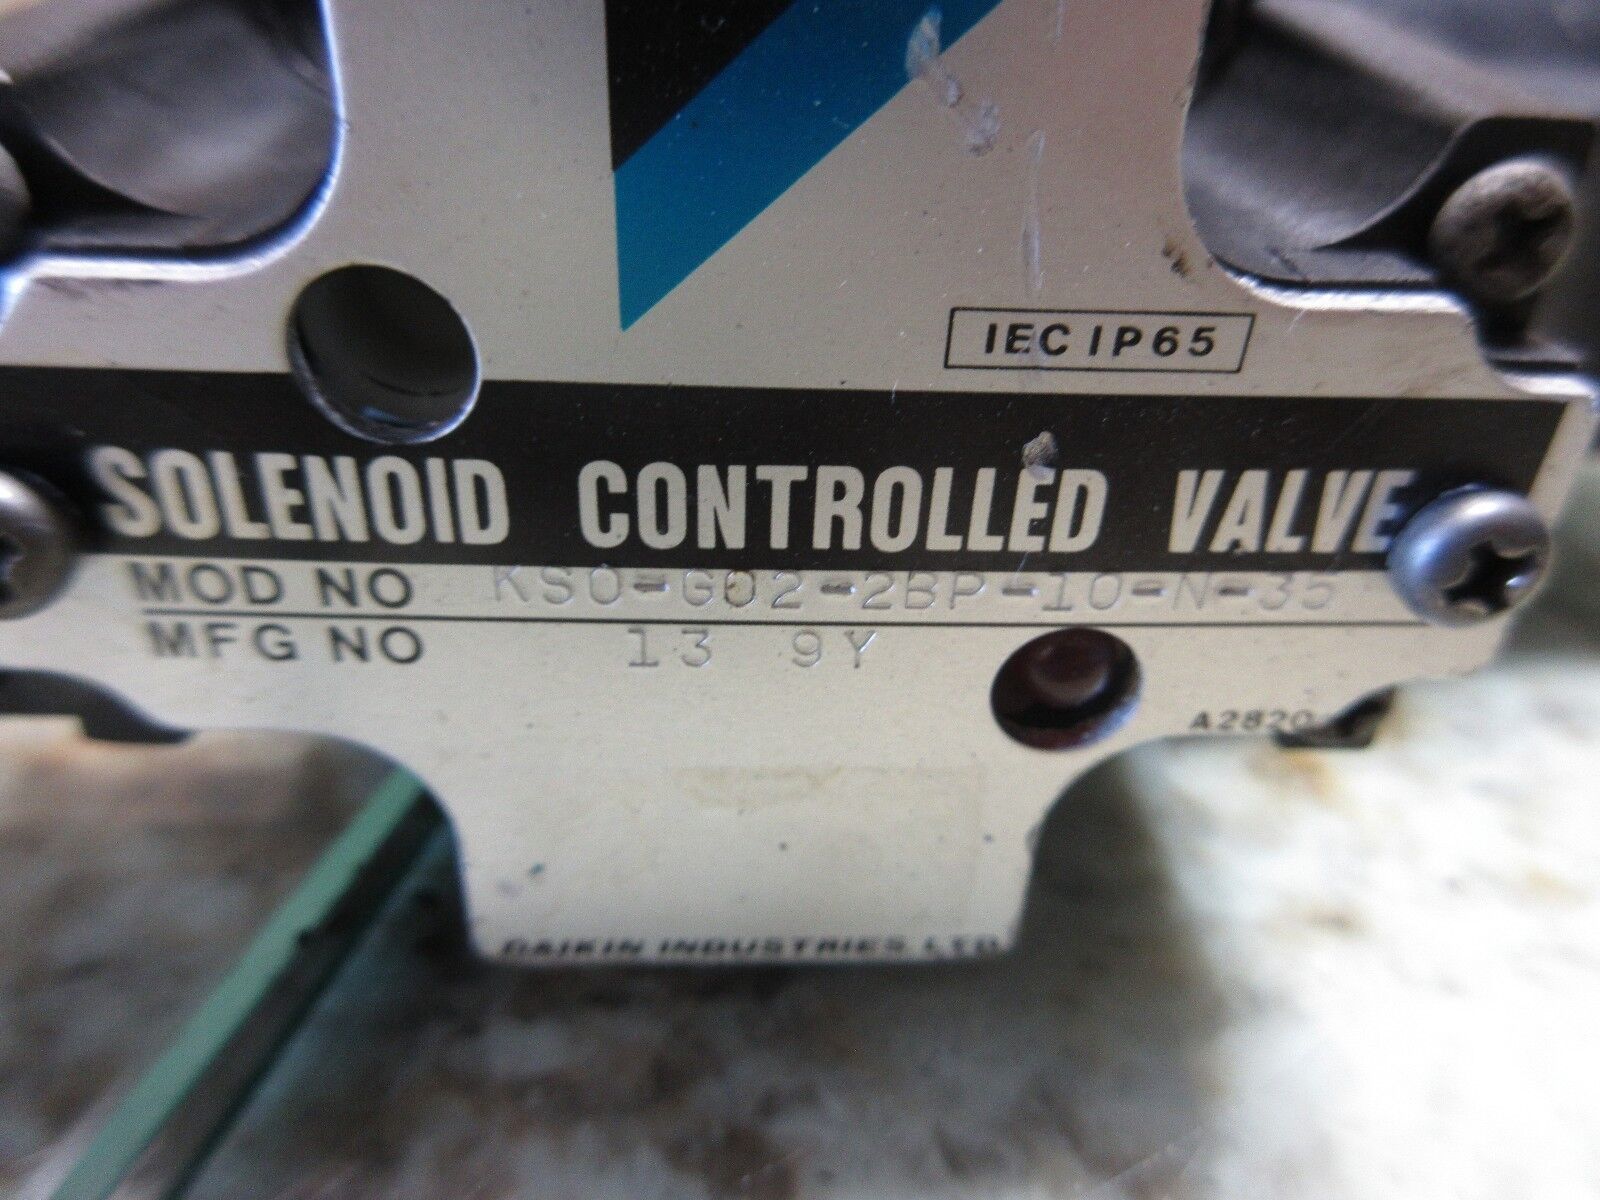 IEC IP65
SOLENOID CONTROLLED VALVE
MOD NO KSO-G02-2BP-10-N-35
MFG NO 13 9Y
A2820
DAIKIN INDUSTRIES LTD